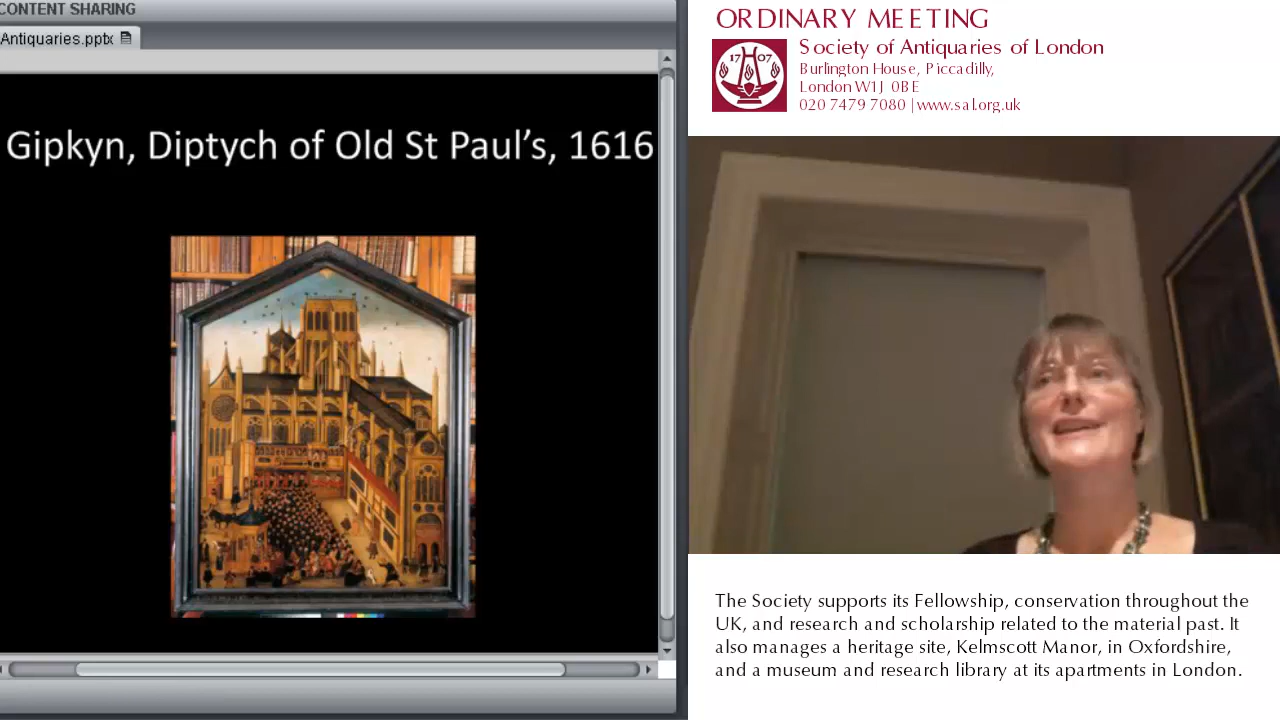 CONTENT SHARING
Antiquaries.pptx
Gipkyn, Diptych of Old St Paul's, 1616
ORDINARY MEETING
Society of Antiquaries of London
Burlington House, Piccadilly,
London W1J 0BE
020 7479 7080 | www.sal.org.uk
17 07
The Society supports its Fellowship, conservation throughout the
UK, and research and scholarship related to the material past. It
also manages a heritage site, Kelmscott Manor, in Oxfordshire,
and a museum and research library at its apartments in London.